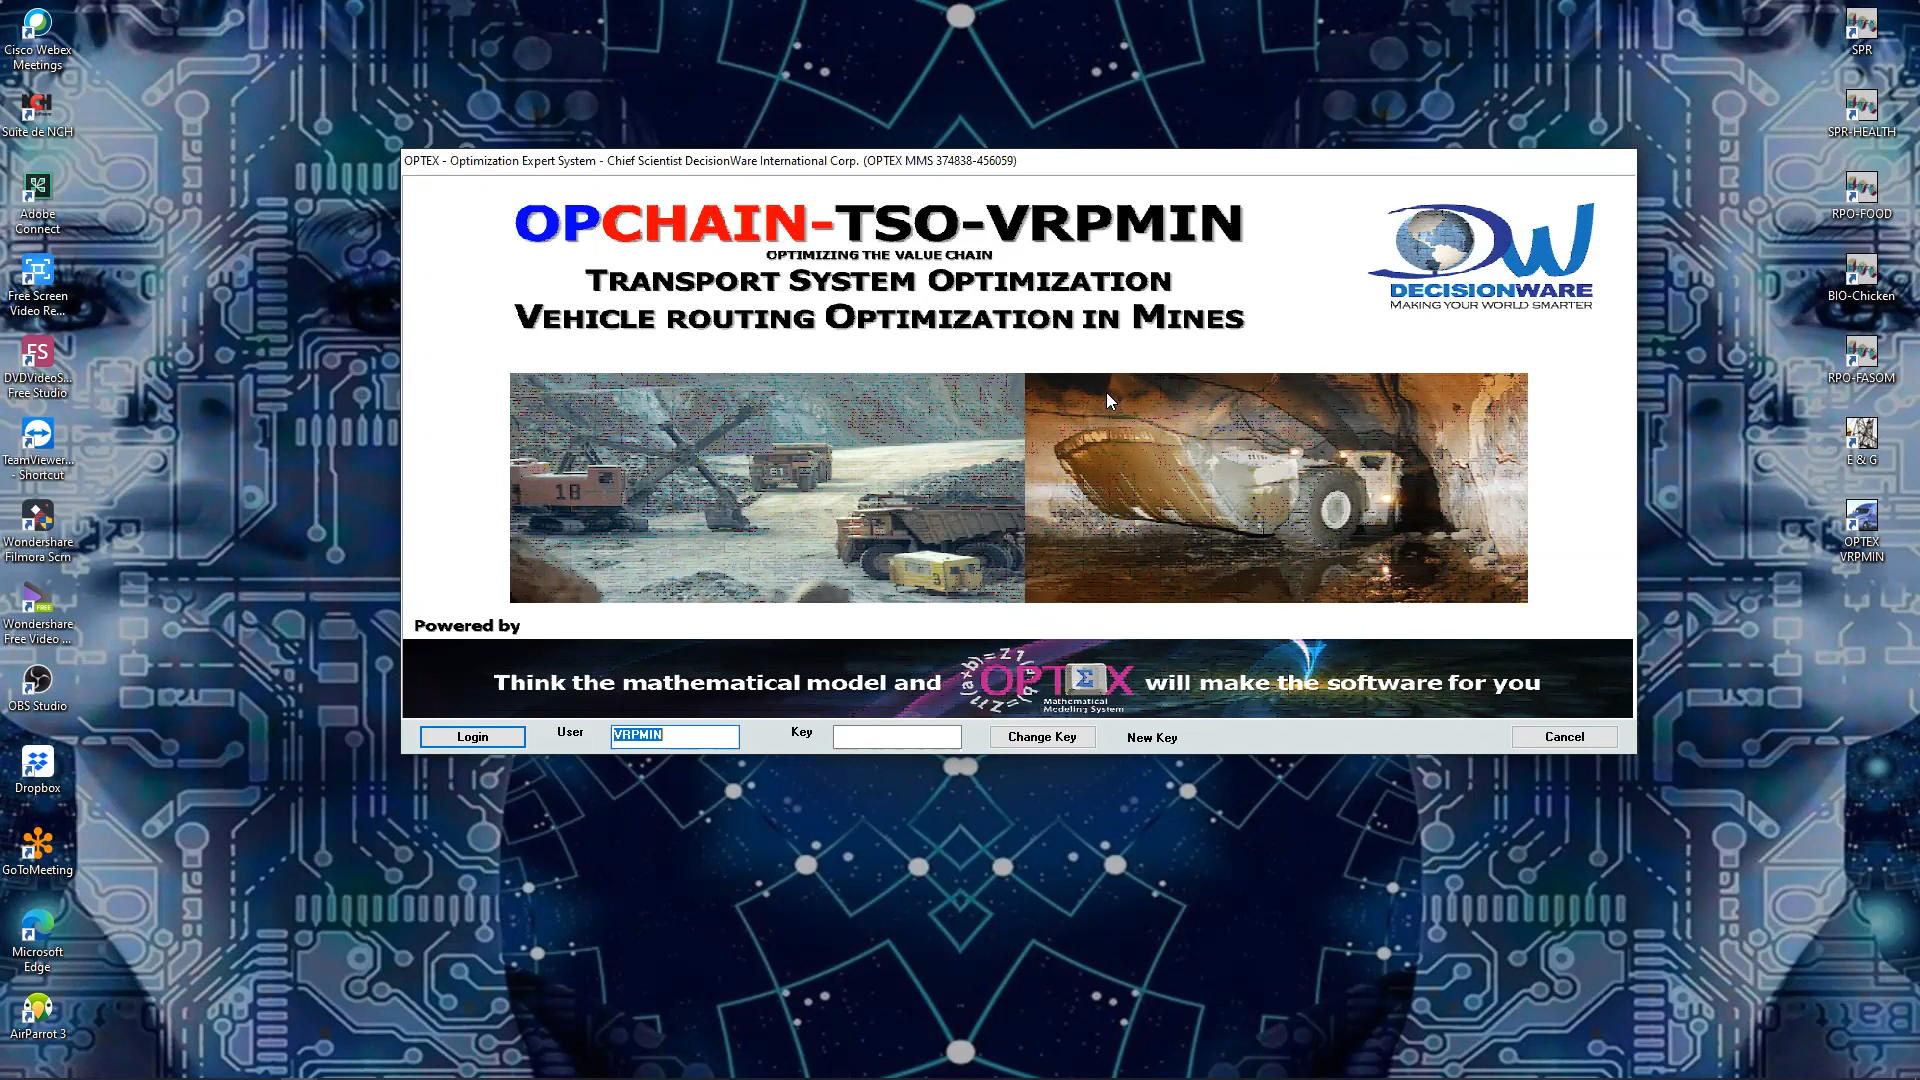 Cisco Webex
Meetings
Suite de NCH
Adobe
Connect
Free Screen
Video Re...
DVDVideoS...
Free Studio
TeamViewer...
- Shortcut
Wondershare
Filmora Scrn
Wondershare
Free Video ...
OBS Studio
Dropbox
GoToMeeting
Microsoft
Edge
AirParrot 3
OPTEX - Optimization Expert System - Chief Scientist DecisionWare International Corp. (OPTEX MMS 374838-456059)
OPCHAIN-TSO-VRPMIN
OPTIMIZING THE VALUE CHAIN
TRANSPORT SYSTEM OPTIMIZATION
VEHICLE ROUTING OPTIMIZATION IN MINES
DW
DECISIONWARE
MAKING YOUR WORLD SMARTER
18
61
3
Powered by
Think the mathematical model and OPTEX will make the software for you
Mathematical
Modeling System
Login
User
VRPMIN
Key
Change Key
New Key
Cancel
SPR
SPR-HEALTH
RPO-FOOD
BIO-Chicken
RPO-FASOM
E & G
OPTEX
VRPMIN